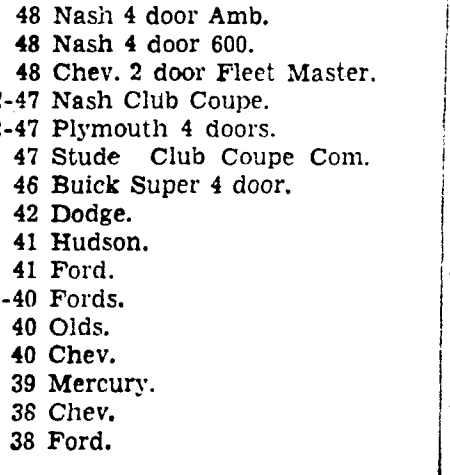 48 Nash 4 door Amb.
48 Nash 4 door 600.
48 Chev. 2 door Fleet Master.
-47 Nash Club Coupe.
-47 Plymouth 4 doors.
47 Stude Club Coupe Com.
46 Buick Super 4 door.
42 Dodge.
41 Hudson.
41 Ford.
-40 Fords.
40 Olds.
40 Chev.
39 Mercury.
38 Chev.
38 Ford.